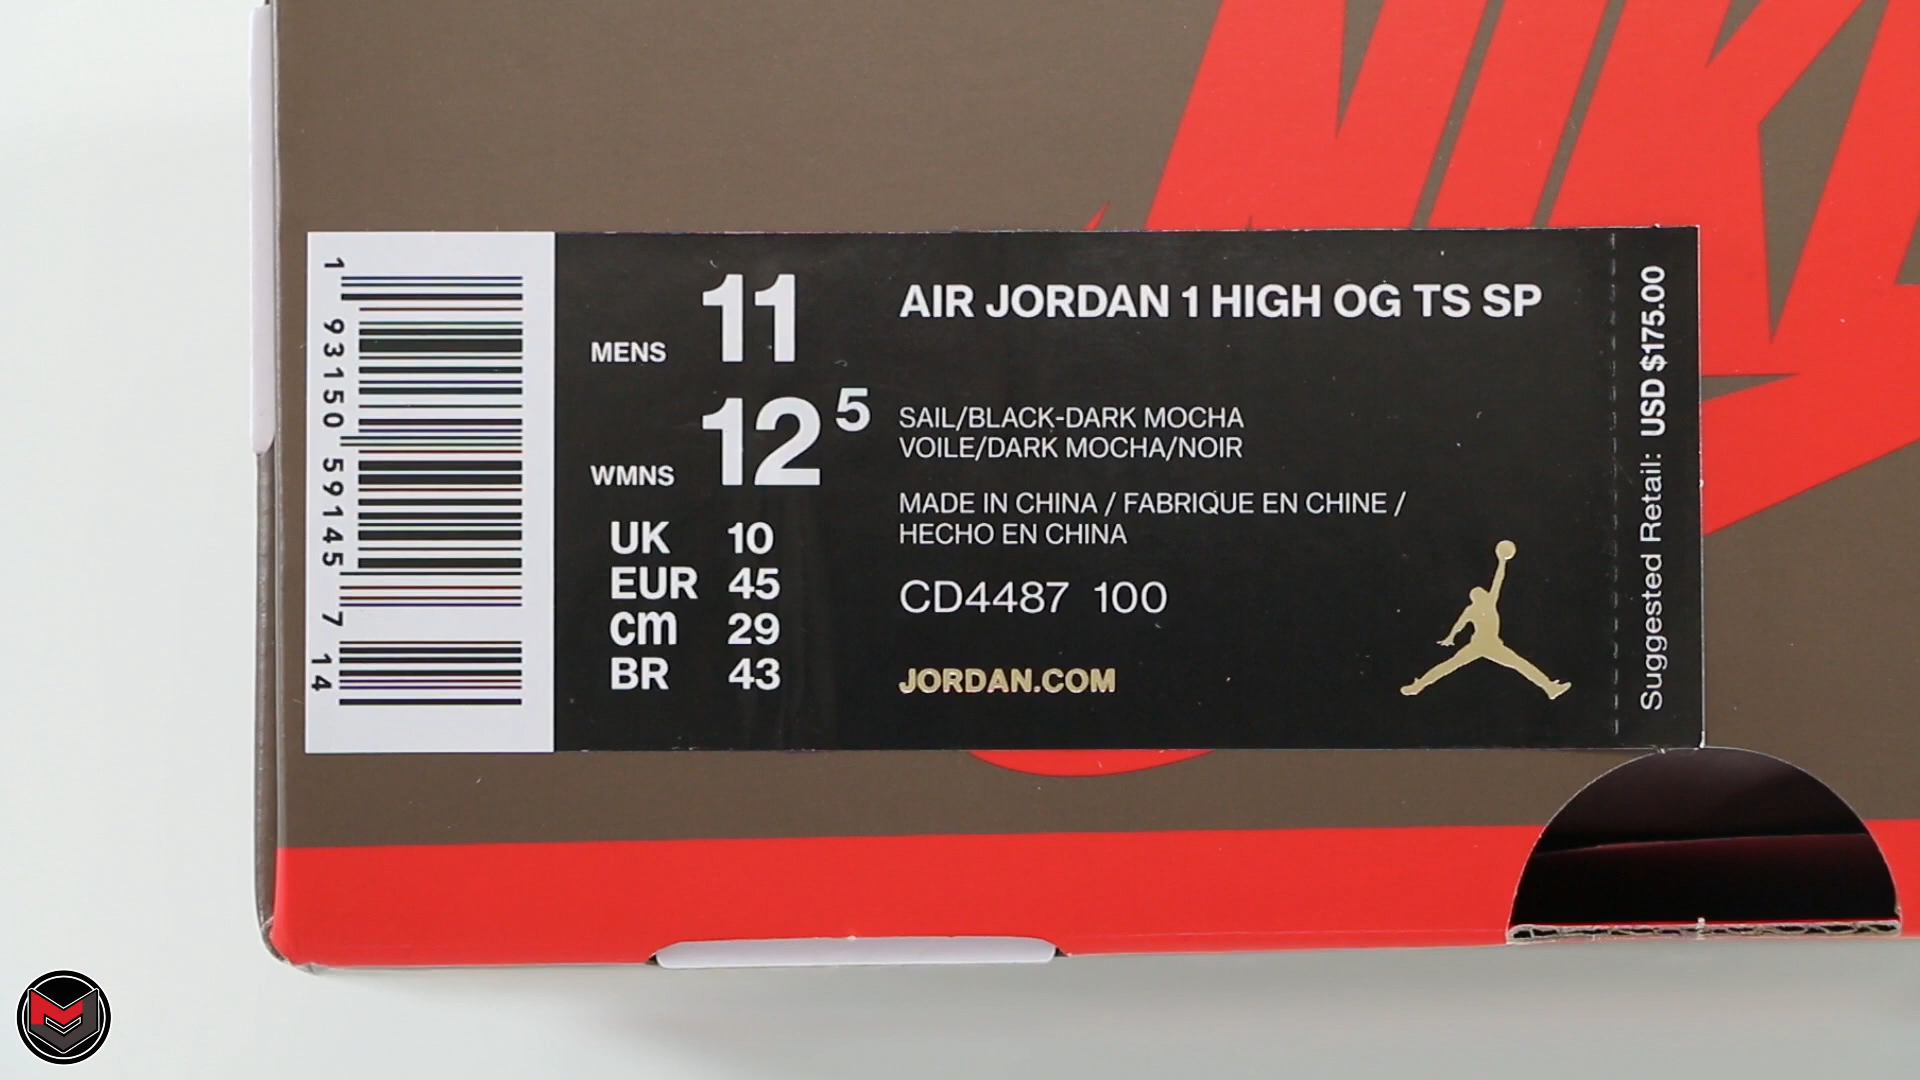 NIKE
1 93150 59145 7 14
MENS 11
WMNS 12 5
UK 10
EUR 45
cm 29
BR 43
AIR JORDAN 1 HIGH OG TS SP
SAIL/BLACK-DARK MOCHA
VOILE/DARK MOCHA/NOIR
MADE IN CHINA / FABRIQUE EN CHINE /
HECHO EN CHINA
CD4487 100
JORDAN.COM
Suggested Retail: USD $175.00